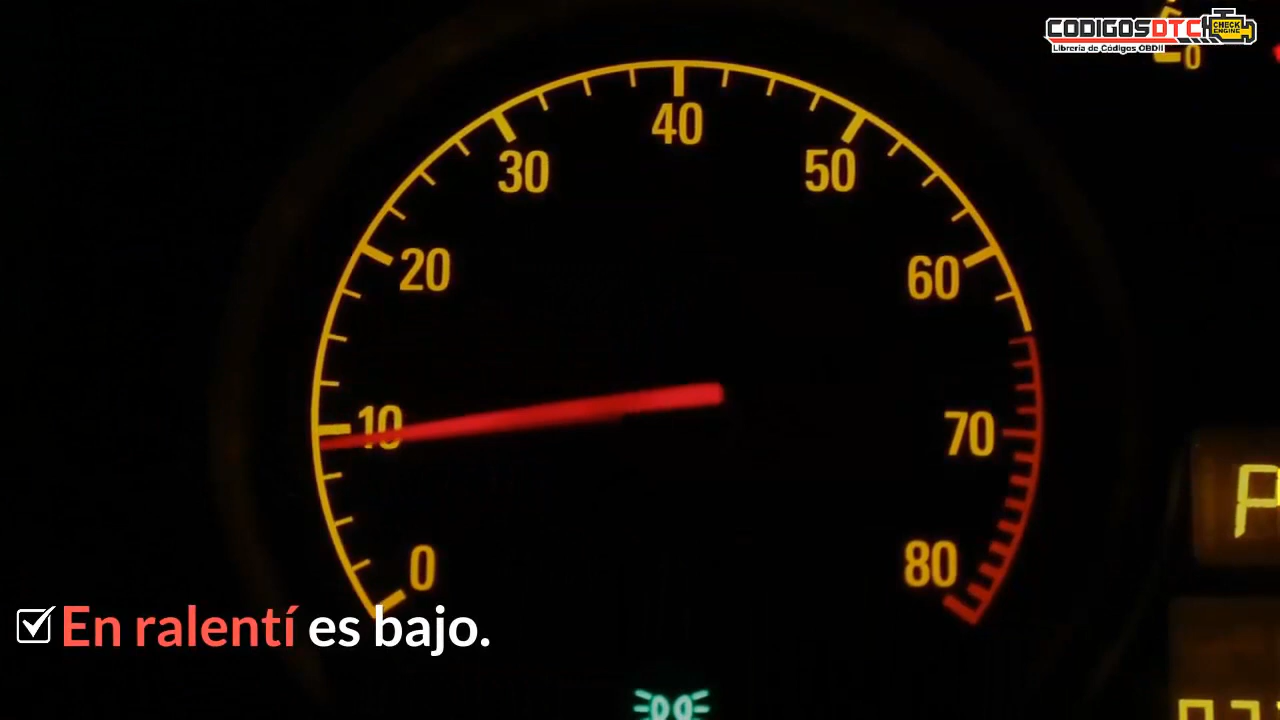 CODIGOSDTC
CHECK
ENGINE
Librería de Códigos OBDII
0
40
30
50
20
60
10
70
P
0
80
En ralentí es bajo.